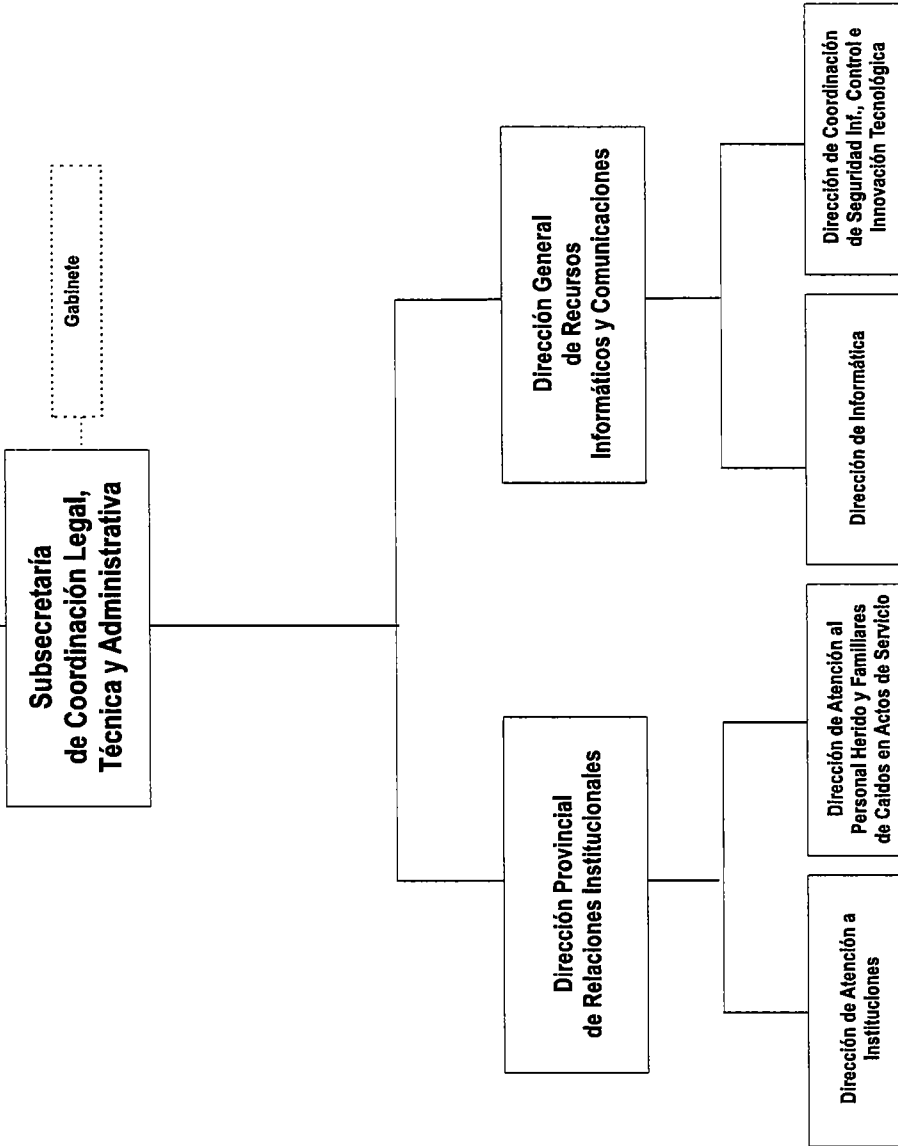 Subsecretaría
de Coordinación Legal,
Técnica y Administrativa
Gabinete
Dirección Provincial
de Relaciones Institucionales
Dirección General
de Recursos
Informáticos y Comunicaciones
Dirección de Atención a
Instituciones
Dirección de Atención al
Personal Herido y Familiares
de Caidos en Actos de Servicio
Dirección de Informática
Dirección de Coordinación
de Seguridad Inf., Control e
Innovación Tecnológica